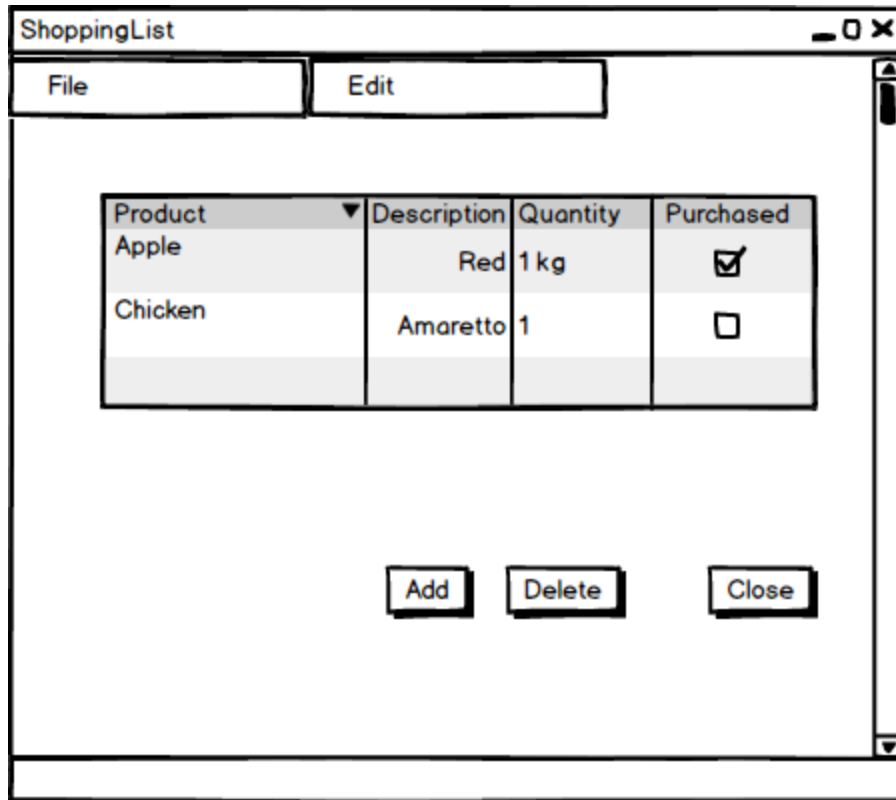 ShoppingList
File Edit
Product Description Quantity Purchased
Apple Red 1 kg
Chicken Amaretto 1
Add Delete Close